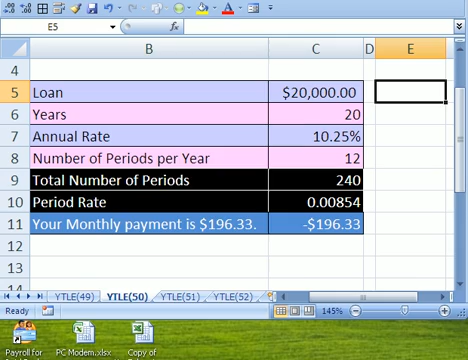 E5
fx
B C D E
4
5 Loan $20,000.00
6 Years 20
7 Annual Rate 10.25%
8 Number of Periods per Year 12
9 Total Number of Periods 240
10 Period Rate 0.00854
11 Your Monthly payment is $196.33. -$196.33
12
13
14
YTLE(49) YTLE(50) YTLE(51) YTLE(52)
Ready 145%
Payroll for PC Modem.xlsx Copy of